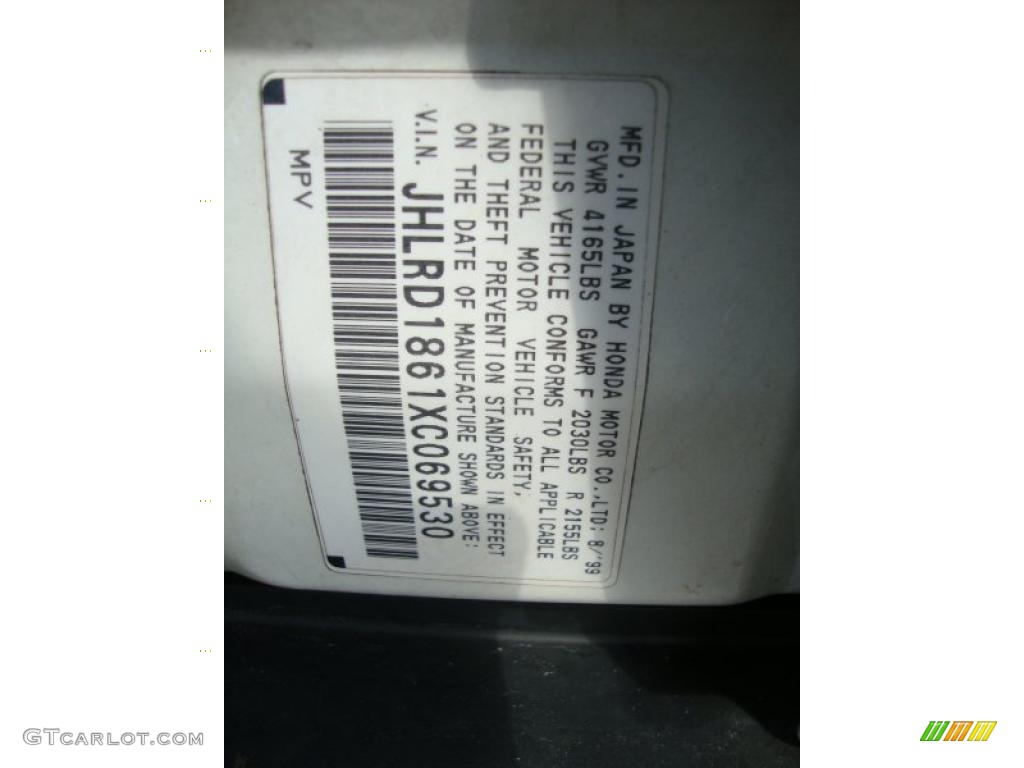 MFD. IN JAPAN BY HONDA MOTOR CO.,LTD; 8/'99
GVWR 4165LBS GAWR F 2030LBS R 2155LBS
THIS VEHICLE CONFORMS TO ALL APPLICABLE
FEDERAL MOTOR VEHICLE SAFETY,
AND THEFT PREVENTION STANDARDS IN EFFECT
ON THE DATE OF MANUFACTURE SHOWN ABOVE:
V.I.N. JHLRD1861XC069530
MPV
GTCARLOT.COM